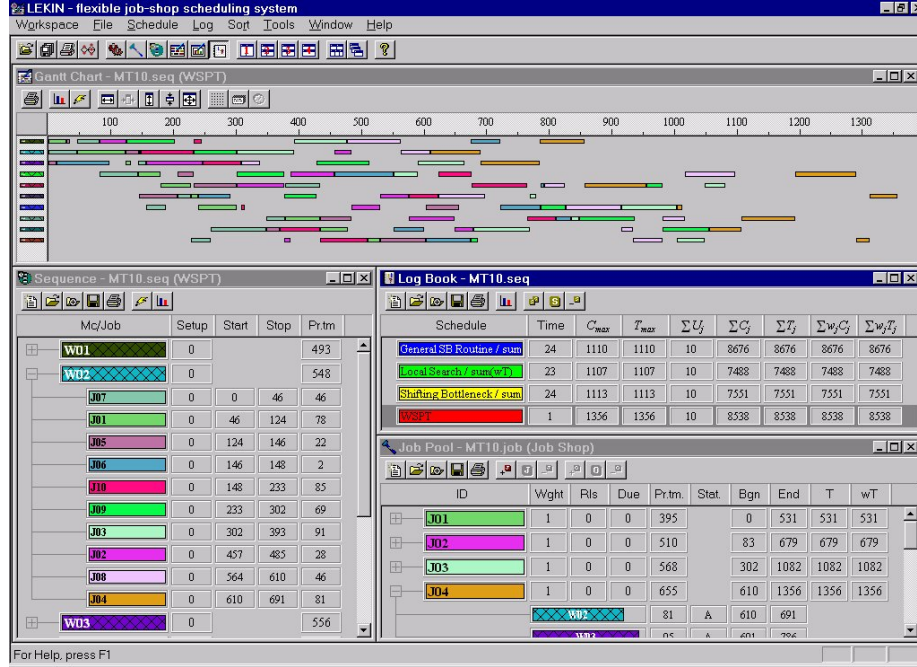 LEKIN - flexible job-shop scheduling system
Workspace File Schedule Log Sort Tools Window Help
Gantt Chart - MT10.seq (WSPT)
100 200 300 400 500 600 700 800 900 1000 1100 1200 1300
Sequence - MT10.seq (WSPT)
Mc/Job Setup Start Stop Pr.tm
W01 0 493
W02 0 548
J07 0 0 46 46
J01 0 46 124 78
J05 0 124 146 22
J06 0 146 148 2
J10 0 148 233 85
J09 0 233 302 69
J03 0 302 393 91
J02 0 457 485 28
J08 0 564 610 46
J04 0 610 691 81
W03 0 556
Log Book - MT10.seq
Schedule Time Cmax Tmax ΣUj ΣCj ΣTj ΣwjCj ΣwjTj
General SB Routine / sum 24 1110 1110 10 8676 8676 8676 8676
Local Search / sum(wT) 23 1107 1107 10 7488 7488 7488 7488
Shifting Bottleneck / sum 24 1113 1113 10 7551 7551 7551 7551
WSPT 1 1356 1356 10 8538 8538 8538 8538
Job Pool - MT10.job (Job Shop)
ID Wght Rls Due Pr.tm. Stat. Bgn End T wT
J01 1 0 0 395 0 531 531 531
J02 1 0 0 510 83 679 679 679
J03 1 0 0 568 302 1082 1082 1082
J04 1 0 0 655 610 1356 1356 1356
W02 81 A 610 691
W03 95 A 691 786
For Help, press F1